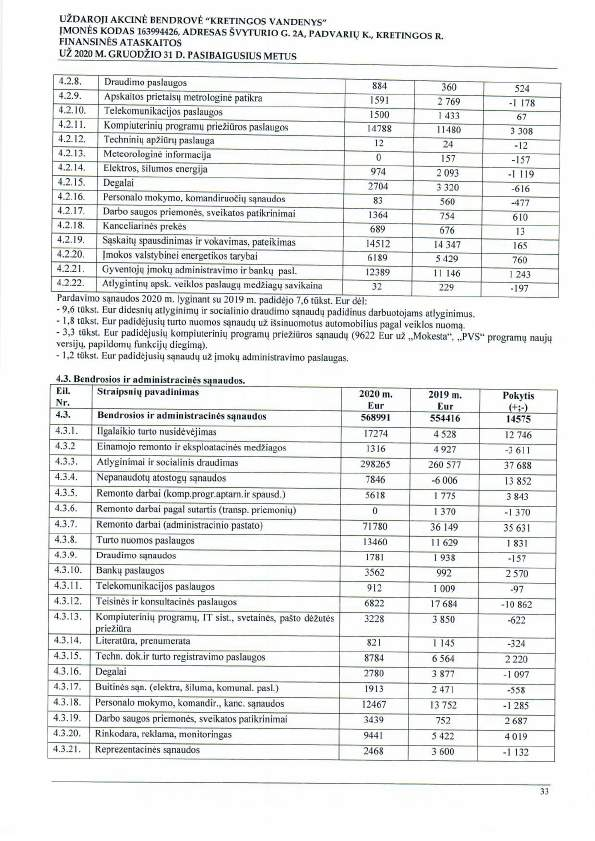 UŽDAROJI AKCINĖ BENDROVĖ "KRETINGOS VANDENYS"
ĮMONĖS KODAS 163994426, ADRESAS ŠVYTURIO G. 2A, PADVARIŲ K., KRETINGOS R.
FINANSINĖS ATASKAITOS
UŽ 2020 M. GRUODŽIO 31 D. PASIBAIGUSIUS METUS
4.2.8. Draudimo paslaugos 884 360 524
4.2.9. Apskaitos prietaisų metrologinė patikra 1591 2 769 -1 178
4.2.10. Telekomunikacijos paslaugos 1500 1 433 67
4.2.11. Kompiuterinių programų priežiūros paslaugos 14788 11480 3 308
4.2.12. Techninių apžiūrų paslauga 12 24 -12
4.2.13. Meteorologinė informacija 0 157 -157
4.2.14. Elektros, šilumos energija 974 2 093 -1 119
4.2.15. Degalai 2704 3 320 -616
4.2.16. Personalo mokymo, komandiruočių sąnaudos 83 560 -477
4.2.17. Darbo saugos priemonės, sveikatos patikrinimai 1364 754 610
4.2.18. Kanceliarinės prekės 689 676 13
4.2.19. Sąskaitų spausdinimas ir vokavimas, pateikimas 14512 14 347 165
4.2.20. Įmokos valstybinei energetikos tarybai 6189 5 429 760
4.2.21. Gyventojų įmokų administravimo ir bankų pasl. 12389 11 146 1 243
4.2.22. Atlygintinų apsk. veiklos paslaugų medžiagų savikaina 32 229 -197
Pardavimo sąnaudos 2020 m. lyginant su 2019 m. padidėjo 7,6 tūkst. Eur dėl:
- 9,6 tūkst. Eur didesnių atlyginimų ir socialinio draudimo sąnaudų padidinus darbuotojams atlyginimus.
- 1,8 tūkst. Eur padidėjusių turto nuomos sąnaudų už išsinuomotus automobilius pagal veiklos nuomą.
- 3,3 tūkst. Eur padidėjusių kompiuterinių programų priežiūros sąnaudų (9622 Eur už „Mokesta“, „PVS“ programų naujų
versijų, papildomų funkcijų diegimą).
- 1,2 tūkst. Eur padidėjusių sąnaudų už įmokų administravimo paslaugas.
4.3. Bendrosios ir administracinės sąnaudos.
Eil. Straipsnių pavadinimas 2020 m. 2019 m. Pokytis
Nr. Eur Eur (+;-)
4.3. Bendrosios ir administracinės sąnaudos 568991 554416 14575
4.3.1. Ilgalaikio turto nusidėvėjimas 17274 4 528 12 746
4.3.2 Einamojo remonto ir eksploatacinės medžiagos 1316 4 927 -3 611
4.3.3. Atlyginimai ir socialinis draudimas 298265 260 577 37 688
4.3.4. Nepanaudotų atostogų sąnaudos 7846 -6 006 13 852
4.3.5. Remonto darbai (komp.progr.aptarn.ir spausd.) 5618 1 775 3 843
4.3.6. Remonto darbai pagal sutartis (transp. priemonių) 0 1 370 -1 370
4.3.7. Remonto darbai (administracinio pastato) 71780 36 149 35 631
4.3.8. Turto nuomos paslaugos 13460 11 629 1 831
4.3.9. Draudimo sąnaudos 1781 1 938 -157
4.3.10. Bankų paslaugos 3562 992 2 570
4.3.11. Telekomunikacijos paslaugos 912 1 009 -97
4.3.12. Teisinės ir konsultacinės paslaugos 6822 17 684 -10 862
4.3.13. Kompiuterinių programų, IT sist., svetainės, pašto dėžutės 3228 3 850 -622
priežiūra
4.3.14. Literatūra, prenumerata 821 1 145 -324
4.3.15. Techn. dok.ir turto registravimo paslaugos 8784 6 564 2 220
4.3.16. Degalai 2780 3 877 -1 097
4.3.17. Buitinės sąn. (elektra, šiluma, komunal. pasl.) 1913 2 471 -558
4.3.18. Personalo mokymo, komandir., kanc. sąnaudos 12467 13 752 -1 285
4.3.19. Darbo saugos priemonės, sveikatos patikrinimai 3439 752 2 687
4.3.20. Rinkodara, reklama, monitoringas 9441 5 422 4 019
4.3.21. Reprezentacinės sąnaudos 2468 3 600 -1 132
33